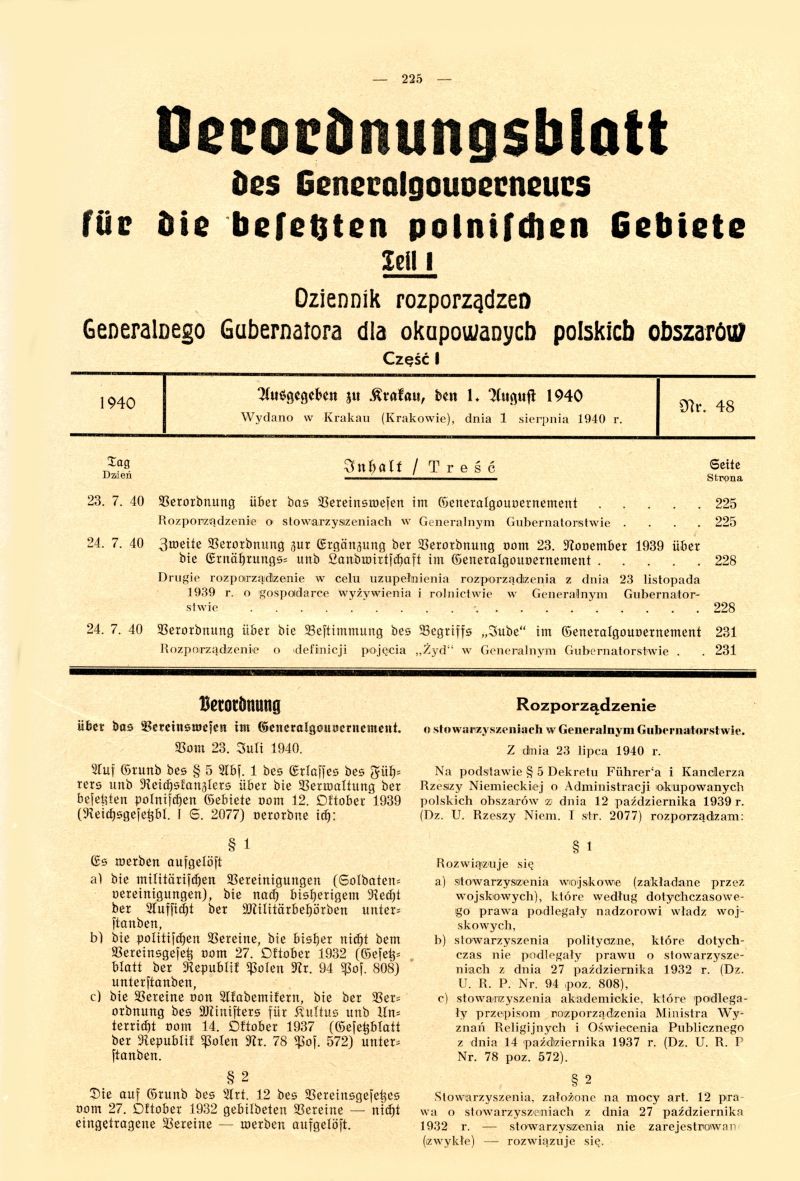 — 225 —
Verordnungsblatt
des Generalgouverneurs
für die besetzten polnischen Gebiete
Teil I
Dziennik rozporządzeń
Generalnego Gubernatora dla okupowanych polskich obszarów
Część I
1940
Ausgegeben zu Krakau, den 1. August 1940
Wydano w Krakau (Krakowie), dnia 1 sierpnia 1940 r.
Nr. 48
Tag
Dzień
Inhalt / Treść
Seite
Strona
23. 7. 40 Verordnung über das Vereinswesen im Generalgouvernement . . . . . 225
Rozporządzenie o stowarzyszeniach w Generalnym Gubernatorstwie . . . . 225
24. 7. 40 Zweite Verordnung zur Ergänzung der Verordnung vom 23. November 1939 über
die Ernährungs- und Landwirtschaft im Generalgouvernement . . . . . 228
Drugie rozporządzenie w celu uzupełnienia rozporządzenia z dnia 23 listopada
1939 r. o gospodarce wyżywienia i rolnictwie w Generalnym Gubernator-
stwie . . . . . . . . . . . . . . . . . . 228
24. 7. 40 Verordnung über die Bestimmung des Begriffs „Jude“ im Generalgouvernement 231
Rozporządzenie o definicji pojęcia „Żyd“ w Generalnym Gubernatorstwie . . 231
Verordnung
über das Vereinswesen im Generalgouvernement.
Vom 23. Juli 1940.
Auf Grund des § 5 Abs. 1 des Erlasses des Füh-
rers und Reichskanzlers über die Verwaltung der
besetzten polnischen Gebiete vom 12. Oktober 1939
(Reichsgesetzbl. I S. 2077) verordne ich:
§ 1
Es werden aufgelöst
a) die militärischen Vereinigungen (Soldaten-
vereinigungen), die nach bisherigem Recht
der Aufsicht der Militärbehörden unter-
standen,
b) die politischen Vereine, die bisher nicht dem
Vereinsgesetz vom 27. Oktober 1932 (Gesetz-
blatt der Republik Polen Nr. 94 Pos. 808)
unterstanden,
c) die Vereine von Akademikern, die der Ver-
ordnung des Ministers für Kultus und Un-
terricht vom 14. Oktober 1937 (Gesetzblatt
der Republik Polen Nr. 78 Pos. 572) unter-
standen.
§ 2
Die auf Grund des Art. 12 des Vereinsgesetzes
vom 27. Oktober 1932 gebildeten Vereine — nicht
eingetragene Vereine — werden aufgelöst.
Rozporządzenie
o stowarzyszeniach w Generalnym Gubernatorstwie.
Z dnia 23 lipca 1940 r.
Na podstawie § 5 Dekretu Führer'a i Kanclerza
Rzeszy Niemieckiej o Administracji okupowanych
polskich obszarów z dnia 12 października 1939 r.
(Dz. U. Rzeszy Niem. I str. 2077) rozporządzam:
§ 1
Rozwiązuje się
a) stowarzyszenia wojskowe (zakładane przez
wojskowych), które według dotychczasowe-
go prawa podlegały nadzorowi władz woj-
skowych,
b) stowarzyszenia polityczne, które dotych-
czas nie podlegały prawu o stowarzysze-
niach z dnia 27 października 1932 r. (Dz.
U. R. P. Nr. 94 poz. 808),
c) stowarzyszenia akademickie, które podlega-
ły przepisom rozporządzenia Ministra Wy-
znań Religijnych i Oświecenia Publicznego
z dnia 14 października 1937 r. (Dz. U. R. P
Nr. 78 poz. 572).
§ 2
Stowarzyszenia, założone na mocy art. 12 pra-
wa o stowarzyszeniach z dnia 27 października
1932 r. — stowarzyszenia nie zarejestrowan
(zwykłe) — rozwiązuje się.